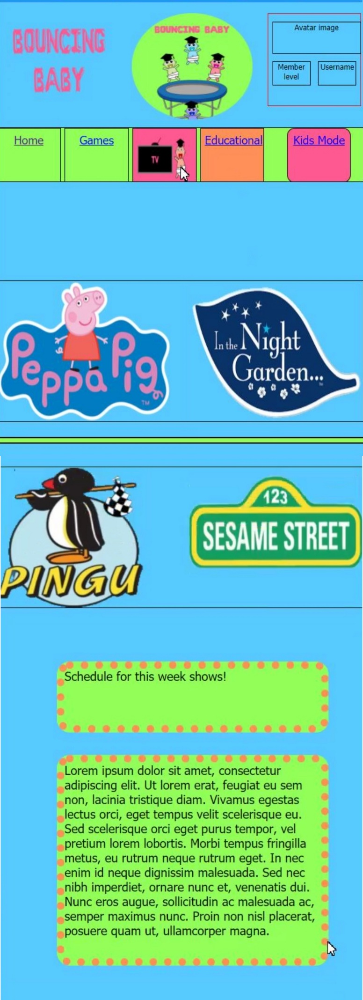 BOUNCING
BABY
BOUNCING BABY
Avatar image
Member
level
Username
Home
Games
TV
Educational
Kids Mode
Peppa Pig
TM
In the Night
Garden...
TM
PINGU
123
SESAME STREET
Schedule for this week shows!
Lorem ipsum dolor sit amet, consectetur
adipiscing elit. Ut lorem erat, feugiat eu sem
non, lacinia tristique diam. Vivamus egestas
lectus orci, eget tempus velit scelerisque eu.
Sed scelerisque orci eget purus tempor, vel
pretium lorem lobortis. Morbi tempus fringilla
metus, eu rutrum neque rutrum eget. In nec
enim id neque dignissim malesuada. Sed nec
nibh imperdiet, ornare nunc et, venenatis dui.
Nunc eros augue, sollicitudin ac malesuada ac,
semper maximus nunc. Proin non nisl placerat,
posuere quam ut, ullamcorper magna.